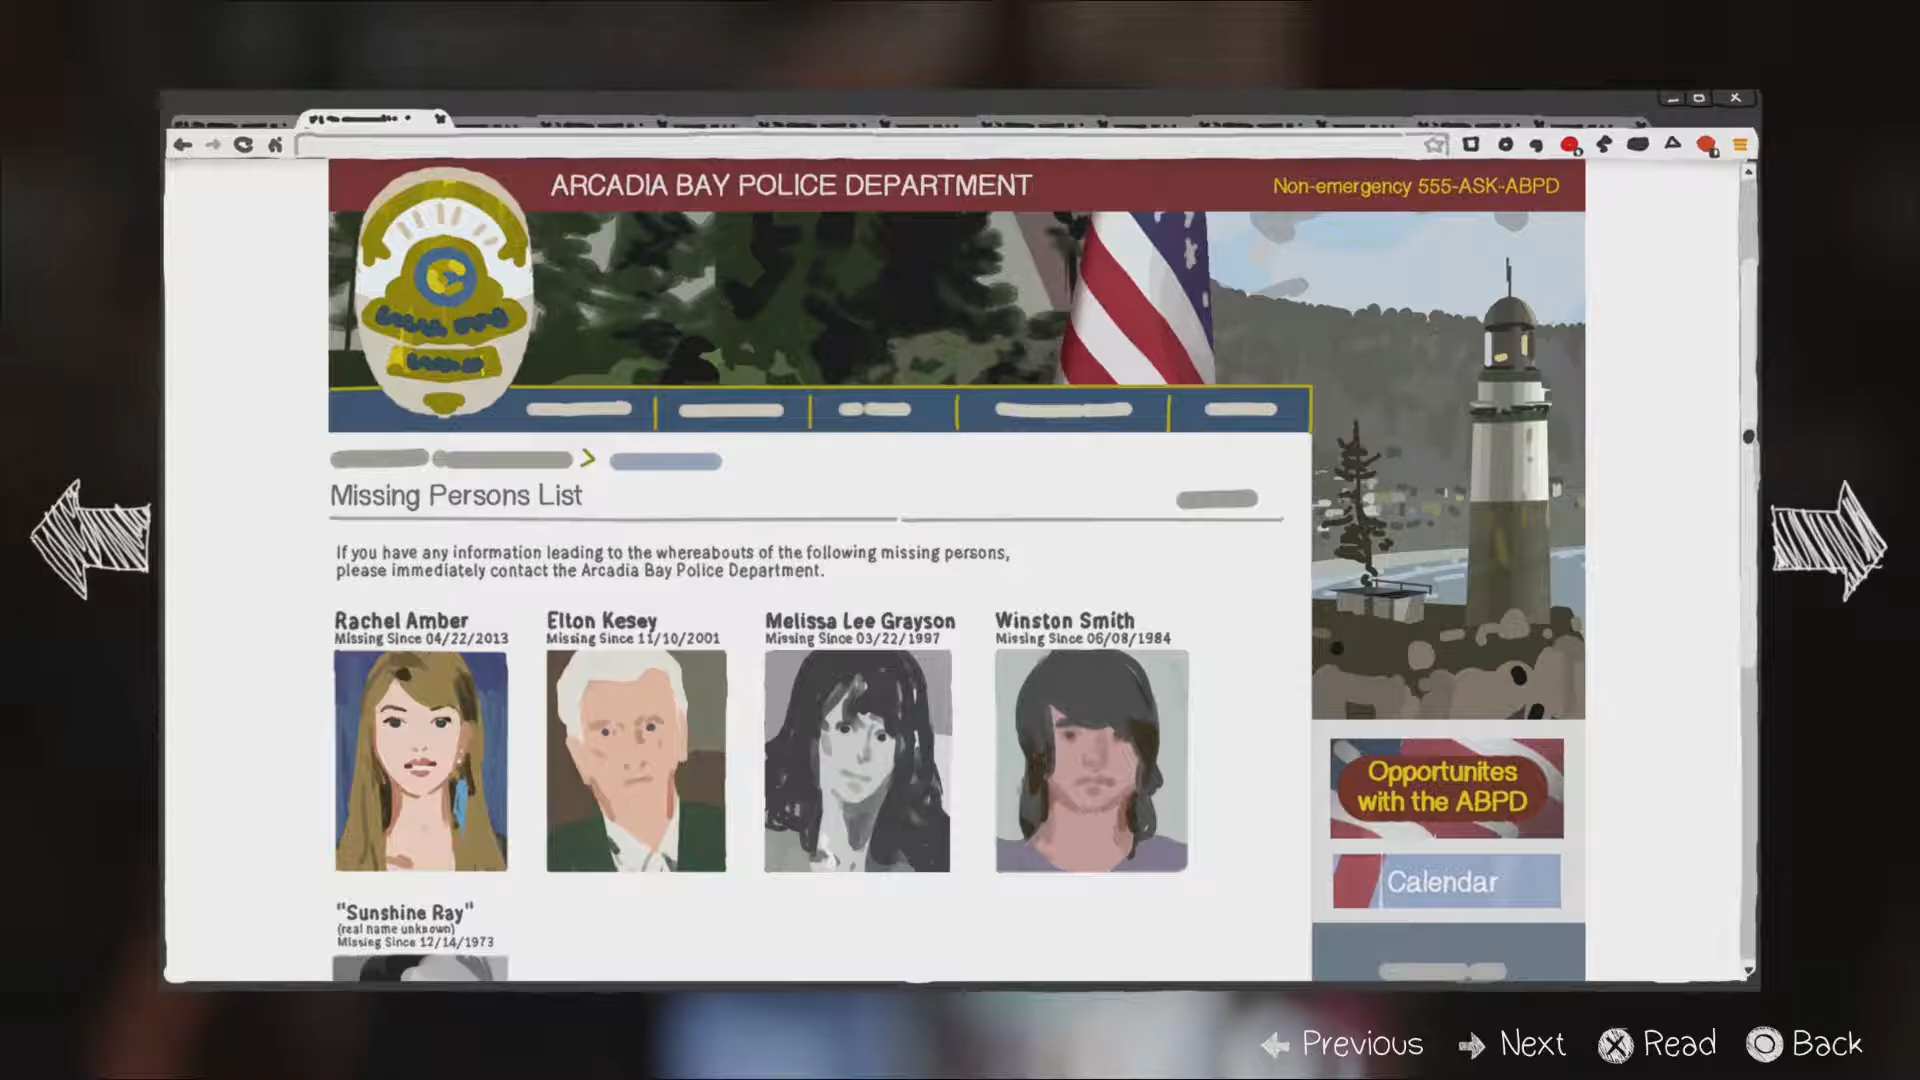 ARCADIA BAY POLICE DEPARTMENT
Non-emergency 555-ASK-ABPD
Missing Persons List
If you have any information leading to the whereabouts of the following missing persons,
please immediately contact the Arcadia Bay Police Department.
Rachel Amber
Missing Since 04/22/2013
Elton Kesey
Missing Since 11/10/2001
Melissa Lee Grayson
Missing Since 03/22/1997
Winston Smith
Missing Since 06/08/1984
"Sunshine Ray"
(real name unknown)
Missing Since 12/14/1973
Opportunites
with the ABPD
Calendar
Previous
Next
Read
Back